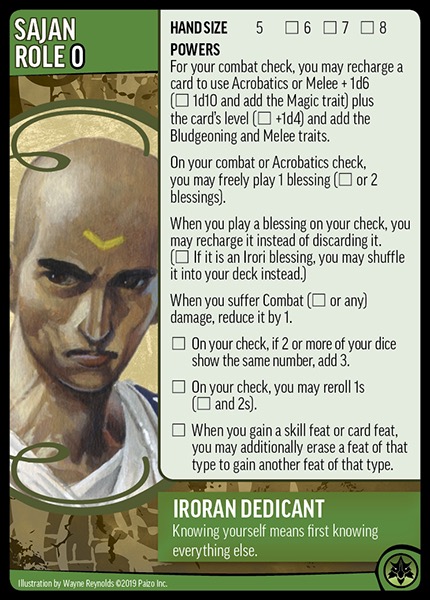 SAJAN
ROLE 0
HAND SIZE 5 ☐ 6 ☐ 7 ☐ 8
POWERS
For your combat check, you may recharge a
card to use Acrobatics or Melee + 1d6
(☐ 1d10 and add the Magic trait) plus
the card's level (☐ +1d4) and add the
Bludgeoning and Melee traits.
On your combat or Acrobatics check,
you may freely play 1 blessing (☐ or 2
blessings).
When you play a blessing on your check, you
may recharge it instead of discarding it.
(☐ If it is an Irori blessing, you may shuffle
it into your deck instead.)
When you suffer Combat (☐ or any)
damage, reduce it by 1.
☐ On your check, if 2 or more of your dice
show the same number, add 3.
☐ On your check, you may reroll 1s
(☐ and 2s).
☐ When you gain a skill feat or card feat,
you may additionally erase a feat of that
type to gain another feat of that type.
IRORAN DEDICANT
Knowing yourself means first knowing
everything else.
Illustration by Wayne Reynolds ©2019 Paizo Inc.